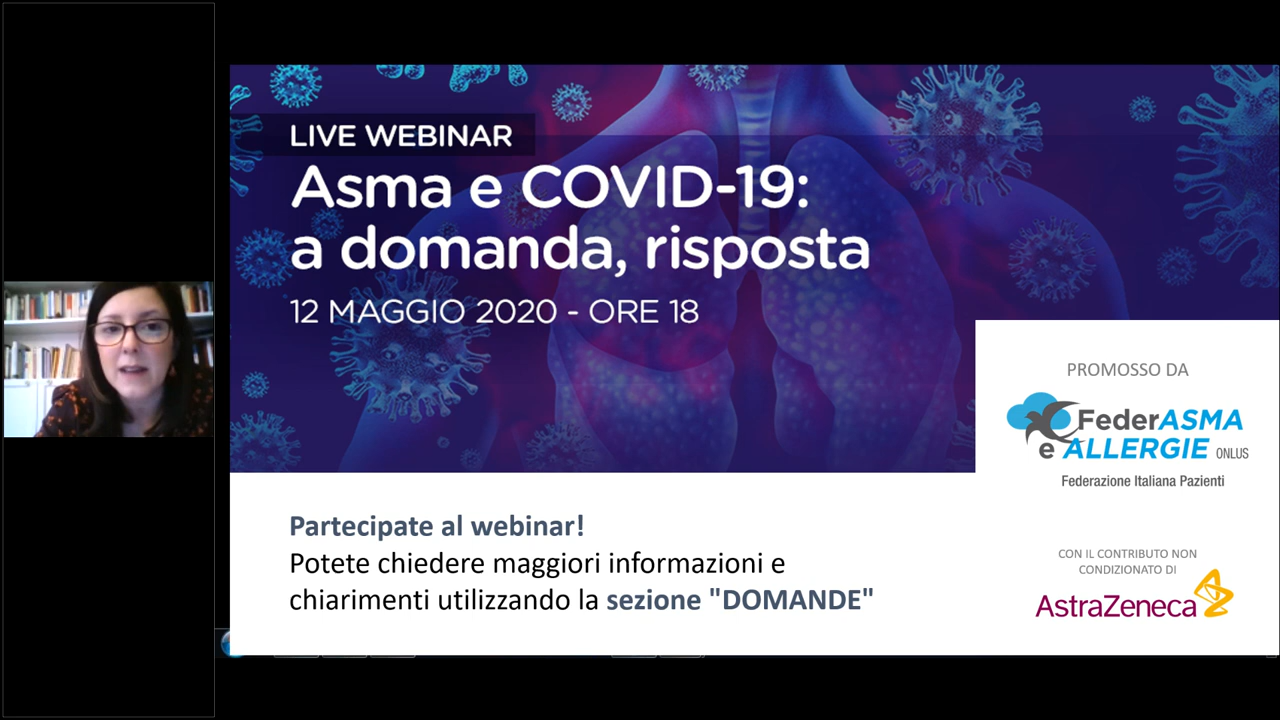 LIVE WEBINAR
Asma e COVID-19:
a domanda, risposta
12 MAGGIO 2020 - ORE 18
PROMOSSO DA
FederASMA
e ALLERGIE ONLUS
Federazione Italiana Pazienti
Partecipate al webinar!
Potete chiedere maggiori informazioni e
chiarimenti utilizzando la sezione "DOMANDE"
CON IL CONTRIBUTO NON
CONDIZIONATO DI
AstraZeneca